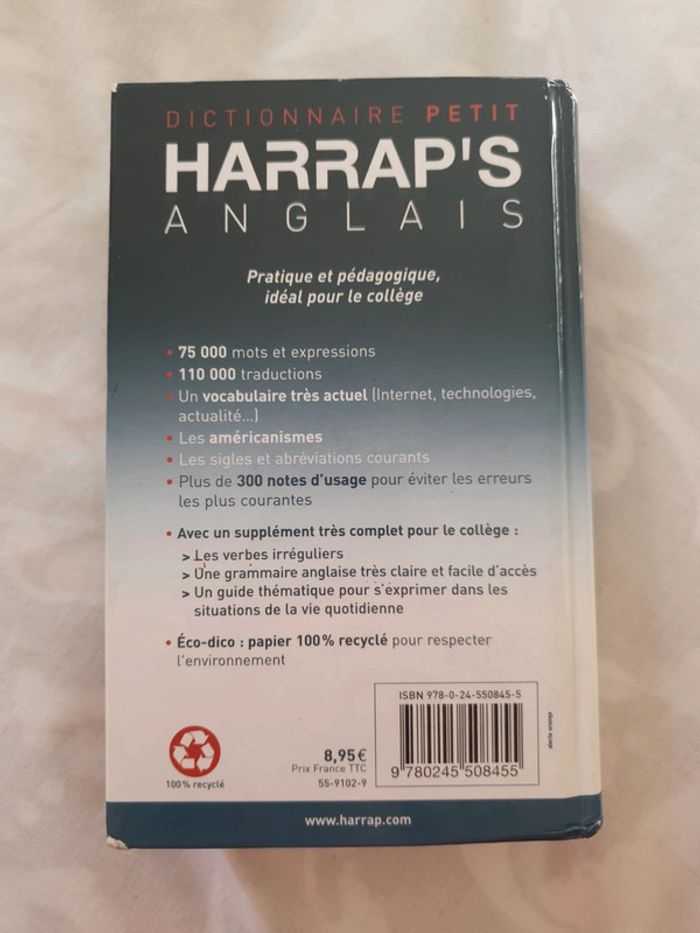 DICTIONNAIRE PETIT
HARRAP'S
ANGLAIS
Pratique et pédagogique,
idéal pour le collège
• 75 000 mots et expressions
• 110 000 traductions
• Un vocabulaire très actuel (Internet, technologies,
actualité...)
• Les américanismes
• Les sigles et abréviations courants
• Plus de 300 notes d'usage pour éviter les erreurs
les plus courantes
• Avec un supplément très complet pour le collège :
> Les verbes irréguliers
> Une grammaire anglaise très claire et facile d'accès
> Un guide thématique pour s'exprimer dans les
situations de la vie quotidienne
• Éco-dico : papier 100% recyclé pour respecter
l'environnement
ISBN 978-0-24-550845-5
9 780245 508455
8,95€
Prix France TTC
55-9102-9
100% recyclé
alerte orange
www.harrap.com